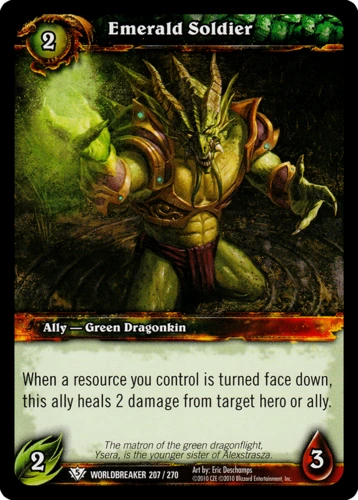 2
Emerald Soldier
Ally — Green Dragonkin
When a resource you control is turned face down,
this ally heals 2 damage from target hero or ally.
The matron of the green dragonflight,
Ysera, is the younger sister of Alexstrasza.
2
WORLDBREAKER 207 / 270
Art by: Eric Deschamps
©2010 CZE ©2010 Blizzard Entertainment, Inc.
3